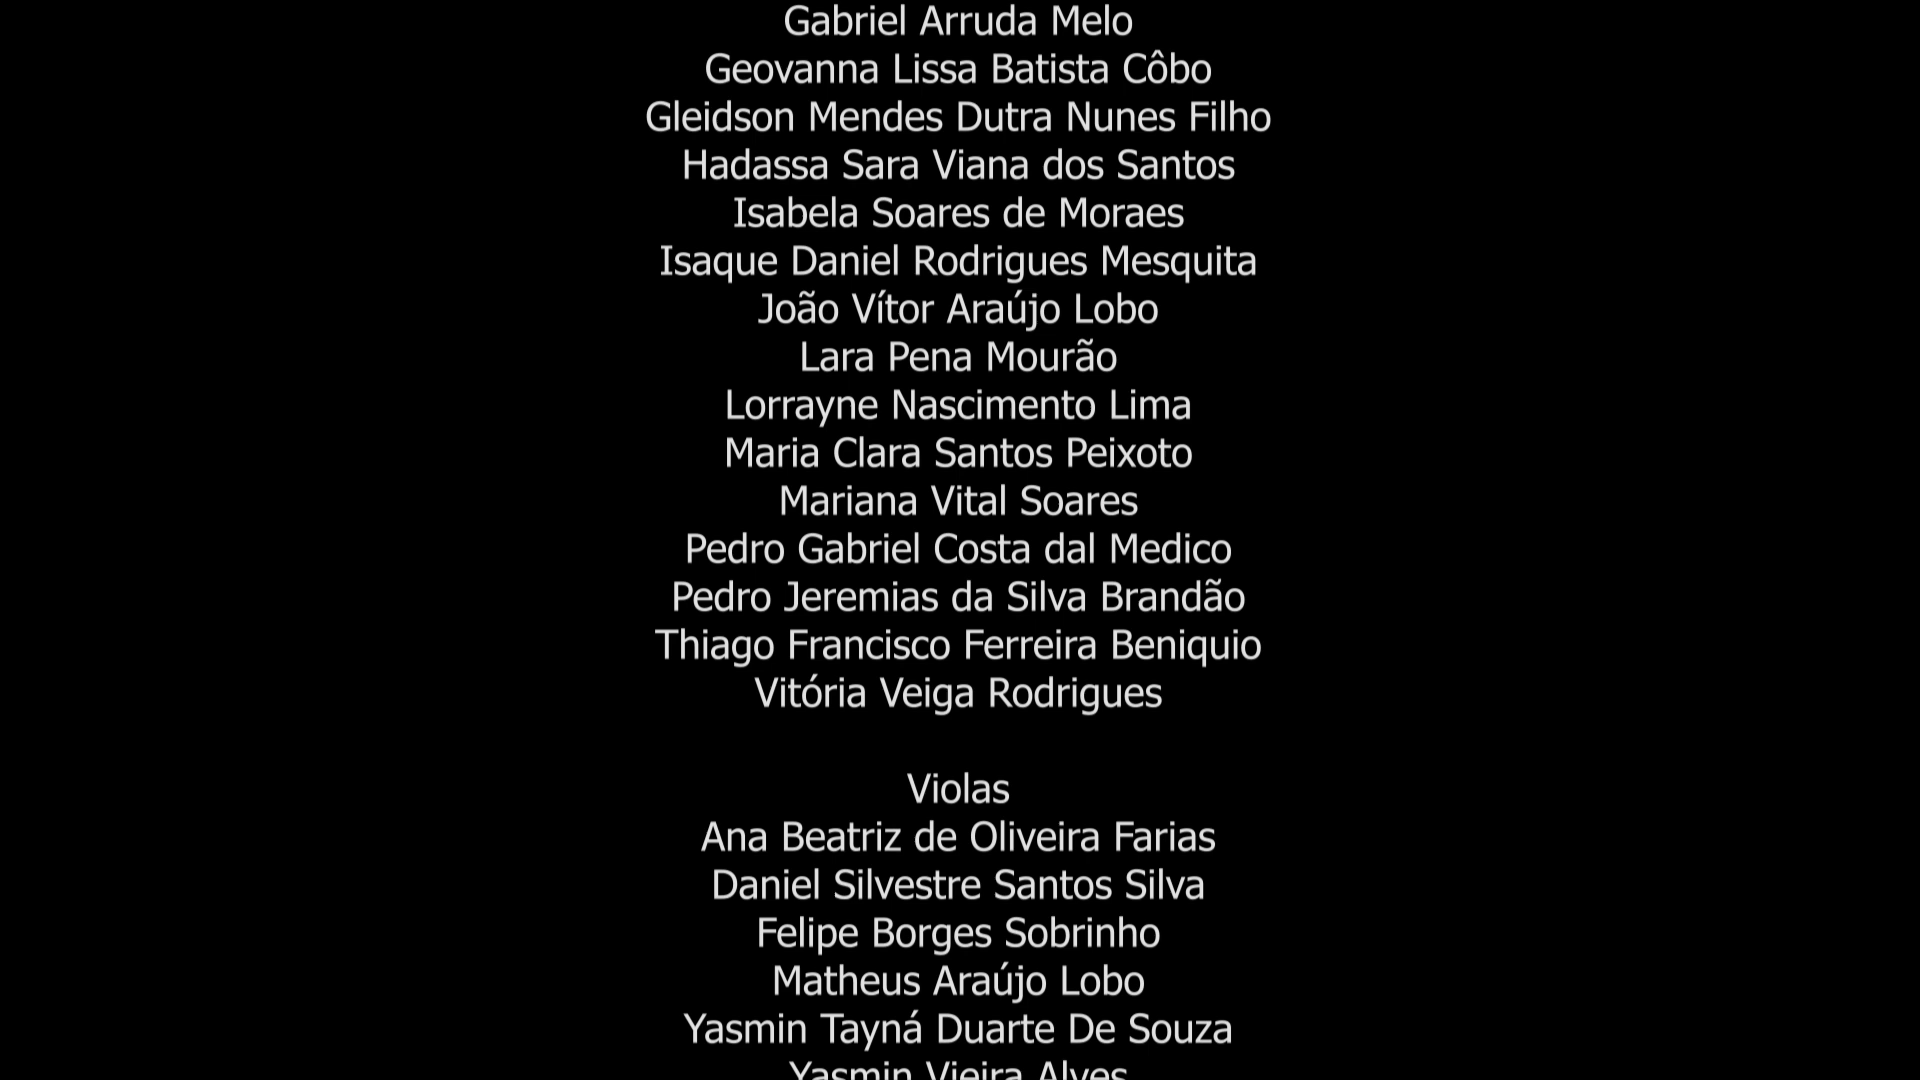 Gabriel Arruda Melo
Geovanna Lissa Batista Côbo
Gleidson Mendes Dutra Nunes Filho
Hadassa Sara Viana dos Santos
Isabela Soares de Moraes
Isaque Daniel Rodrigues Mesquita
João Vítor Araújo Lobo
Lara Pena Mourão
Lorrayne Nascimento Lima
Maria Clara Santos Peixoto
Mariana Vital Soares
Pedro Gabriel Costa dal Medico
Pedro Jeremias da Silva Brandão
Thiago Francisco Ferreira Beniquio
Vitória Veiga Rodrigues
Violas
Ana Beatriz de Oliveira Farias
Daniel Silvestre Santos Silva
Felipe Borges Sobrinho
Matheus Araújo Lobo
Yasmin Tayná Duarte De Souza
Yasmin Vieira Alves